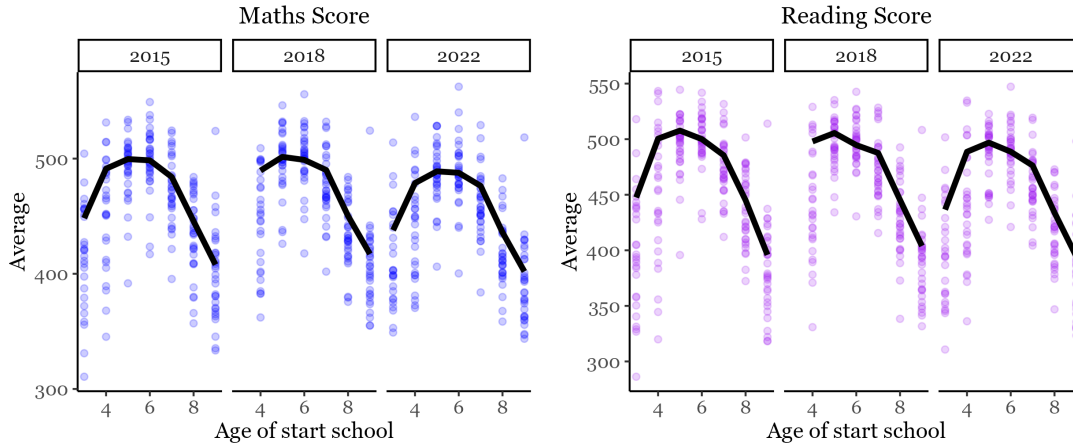 Maths Score
2015 2018 2022
500
400
300
Average
4 6 8 4 6 8 4 6 8
Age of start school
Reading Score
2015 2018 2022
550
500
450
400
350
300
Average
4 6 8 4 6 8 4 6 8
Age of start school